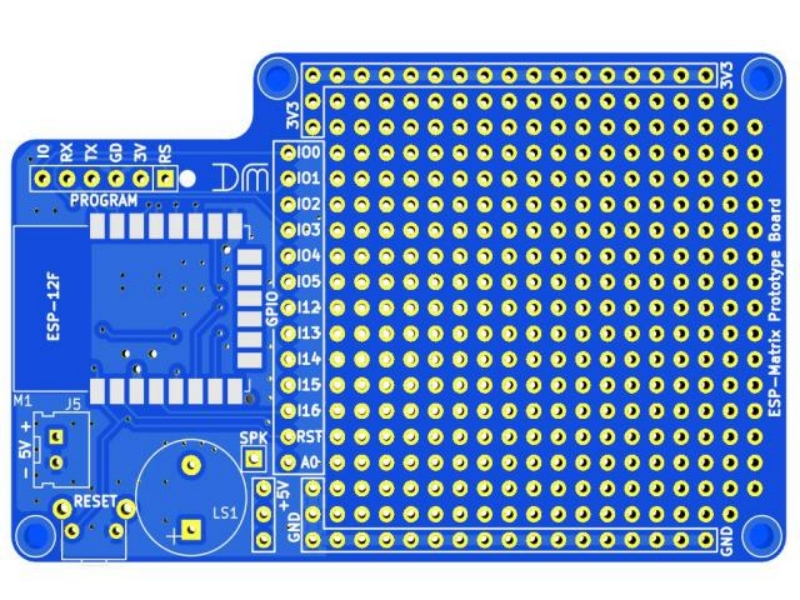 3V3
3V3
IO RX TX GD 3V RS
PROGRAM
DM
ESP-12F
GPIO
IO0
IO1
IO2
IO3
IO4
IO5
I12
I13
I14
I15
I16
RST
A0
ESP-Matrix Prototype Board
M1
J5
- 5V +
SPK
RESET
LS1
+
+5V
GND
GND